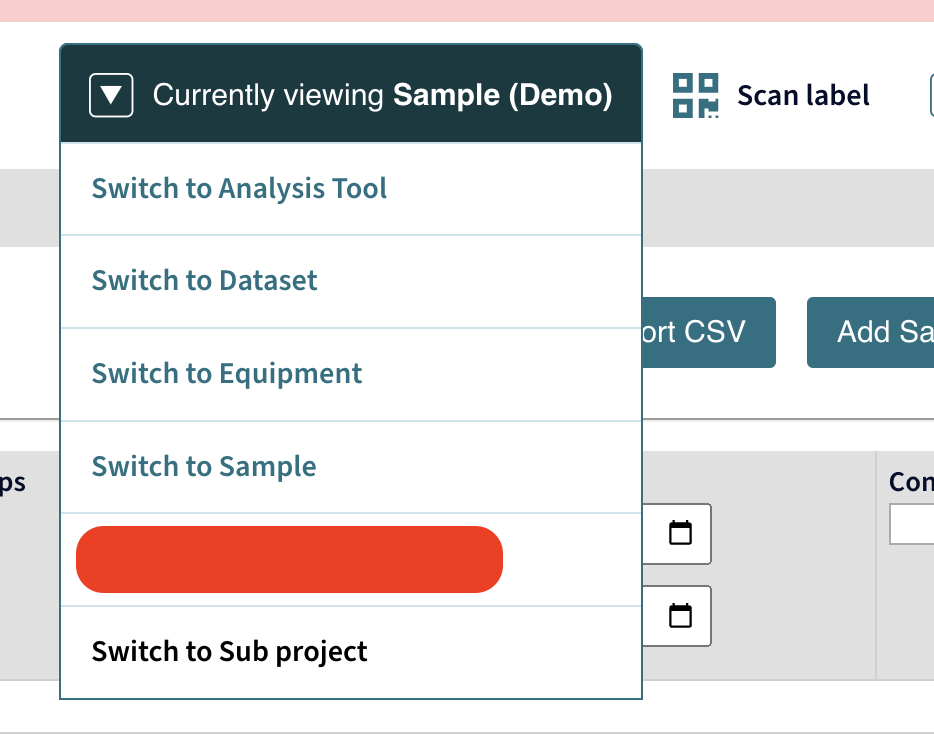 Currently viewing Sample (Demo)
Scan label
Switch to Analysis Tool
Switch to Dataset
ort CSV
Add Sa
Switch to Equipment
Switch to Sample
ps
Con
Switch to Sub project